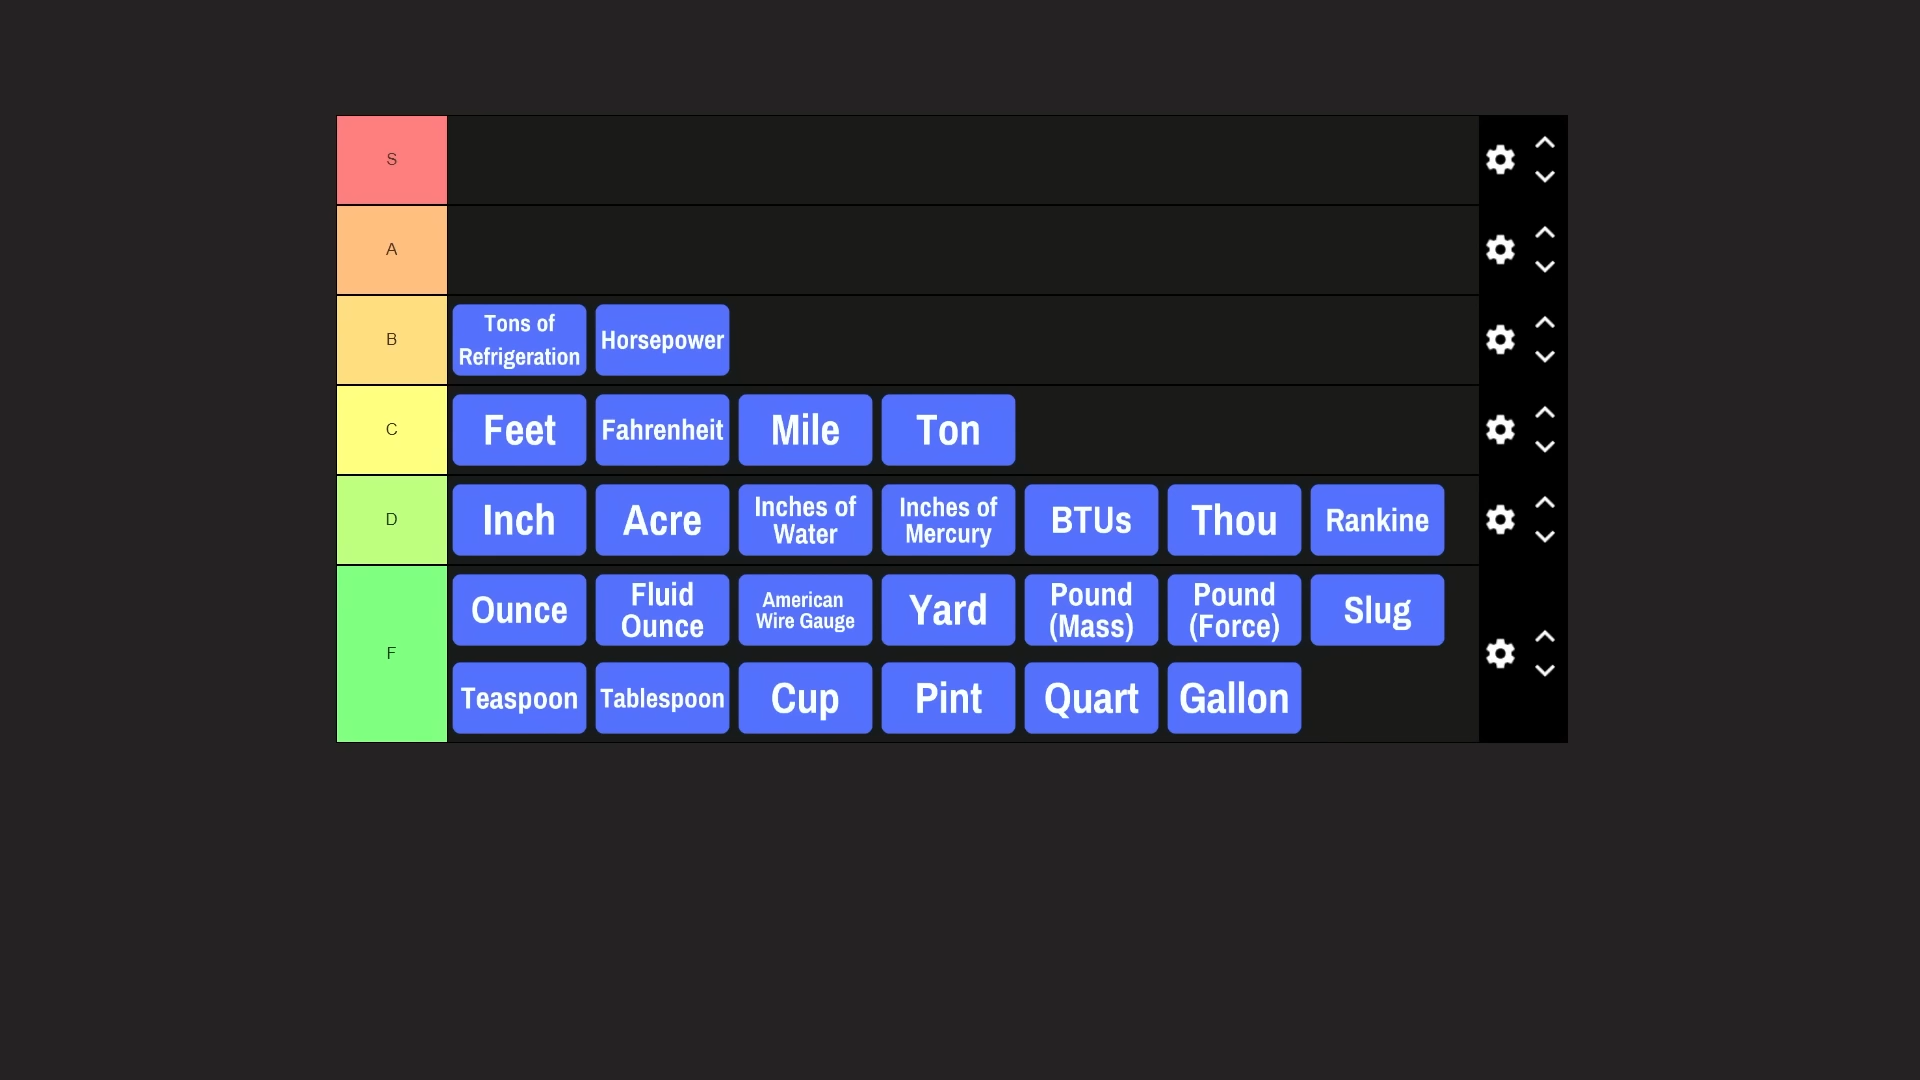 S
A
B
Tons of
Refrigeration
Horsepower
C
Feet
Fahrenheit
Mile
Ton
D
Inch
Acre
Inches of
Water
Inches of
Mercury
BTUs
Thou
Rankine
F
Ounce
Fluid
Ounce
American
Wire Gauge
Yard
Pound
(Mass)
Pound
(Force)
Slug
Teaspoon
Tablespoon
Cup
Pint
Quart
Gallon